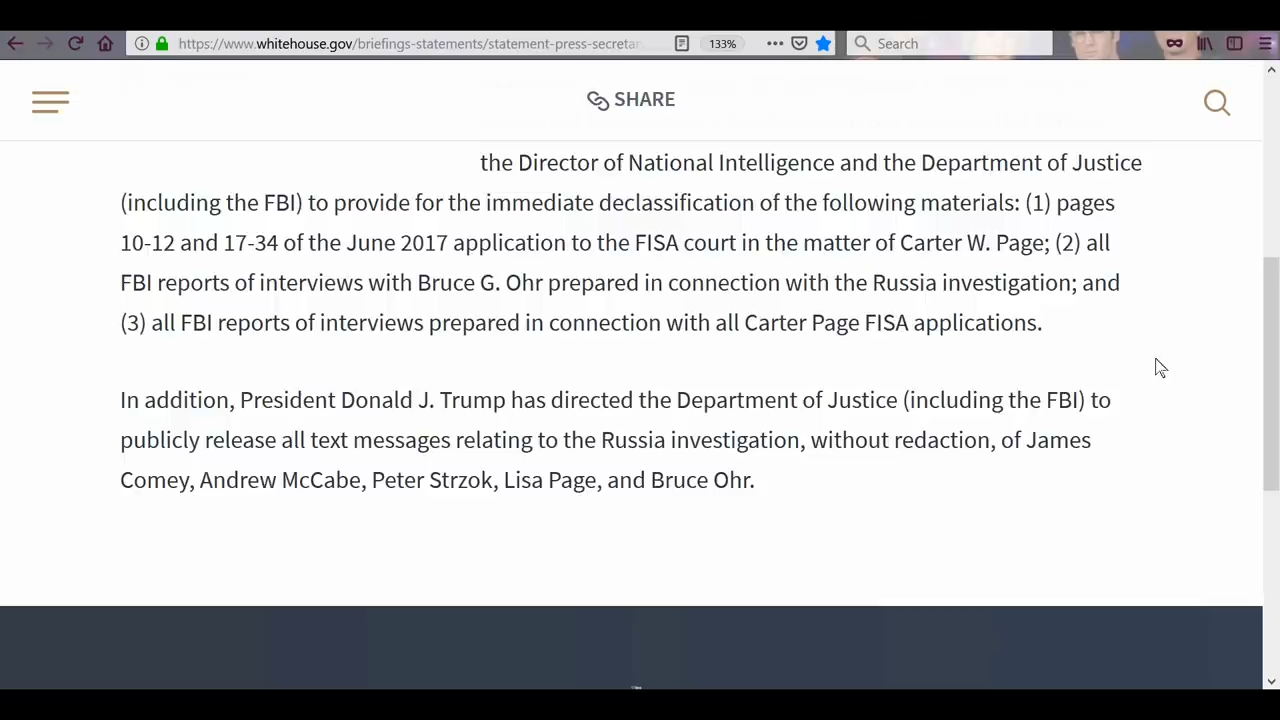 https://www.whitehouse.gov/briefings-statements/statement-press-secretar
133%
Search
SHARE
the Director of National Intelligence and the Department of Justice
(including the FBI) to provide for the immediate declassification of the following materials: (1) pages
10-12 and 17-34 of the June 2017 application to the FISA court in the matter of Carter W. Page; (2) all
FBI reports of interviews with Bruce G. Ohr prepared in connection with the Russia investigation; and
(3) all FBI reports of interviews prepared in connection with all Carter Page FISA applications.
In addition, President Donald J. Trump has directed the Department of Justice (including the FBI) to
publicly release all text messages relating to the Russia investigation, without redaction, of James
Comey, Andrew McCabe, Peter Strzok, Lisa Page, and Bruce Ohr.